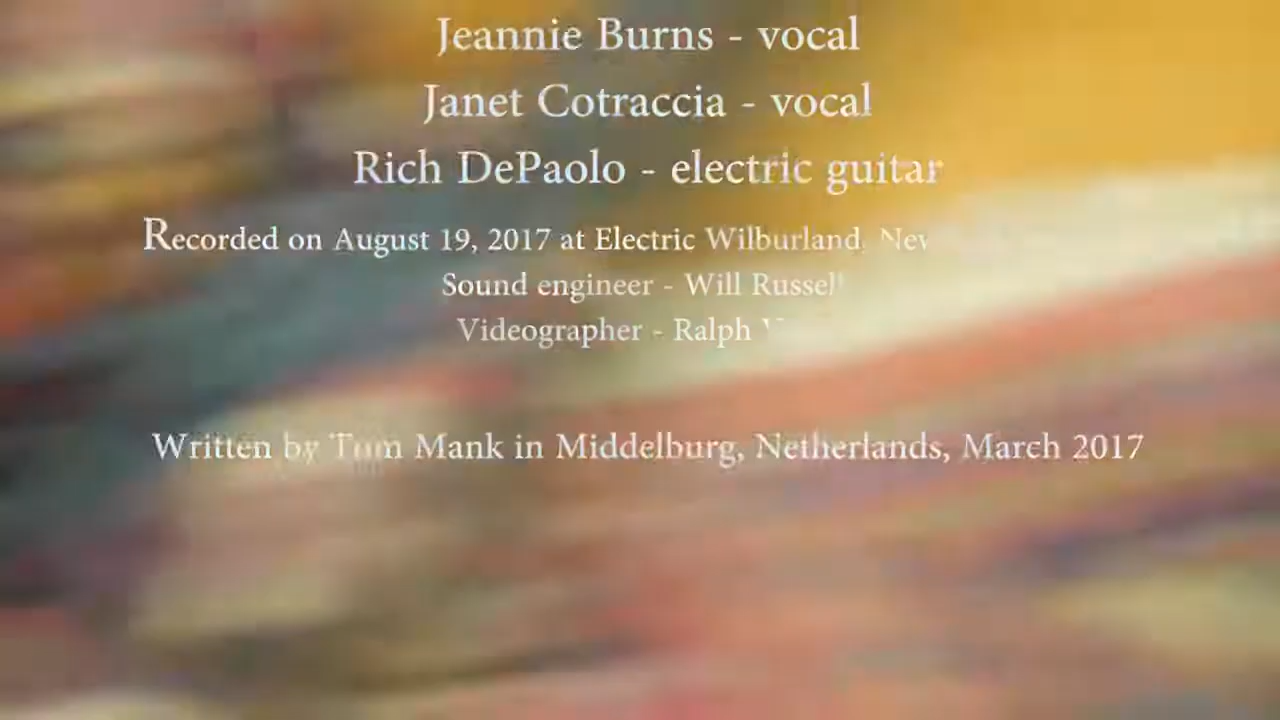 Jeannie Burns - vocal
Janet Cotraccia - vocal
Rich DePaolo - electric guitar
Recorded on August 19, 2017 at Electric Wilburland,
Sound engineer - Will Russell
Videographer - Ralph
Written by Tom Mank in Middelburg, Netherlands, March 2017